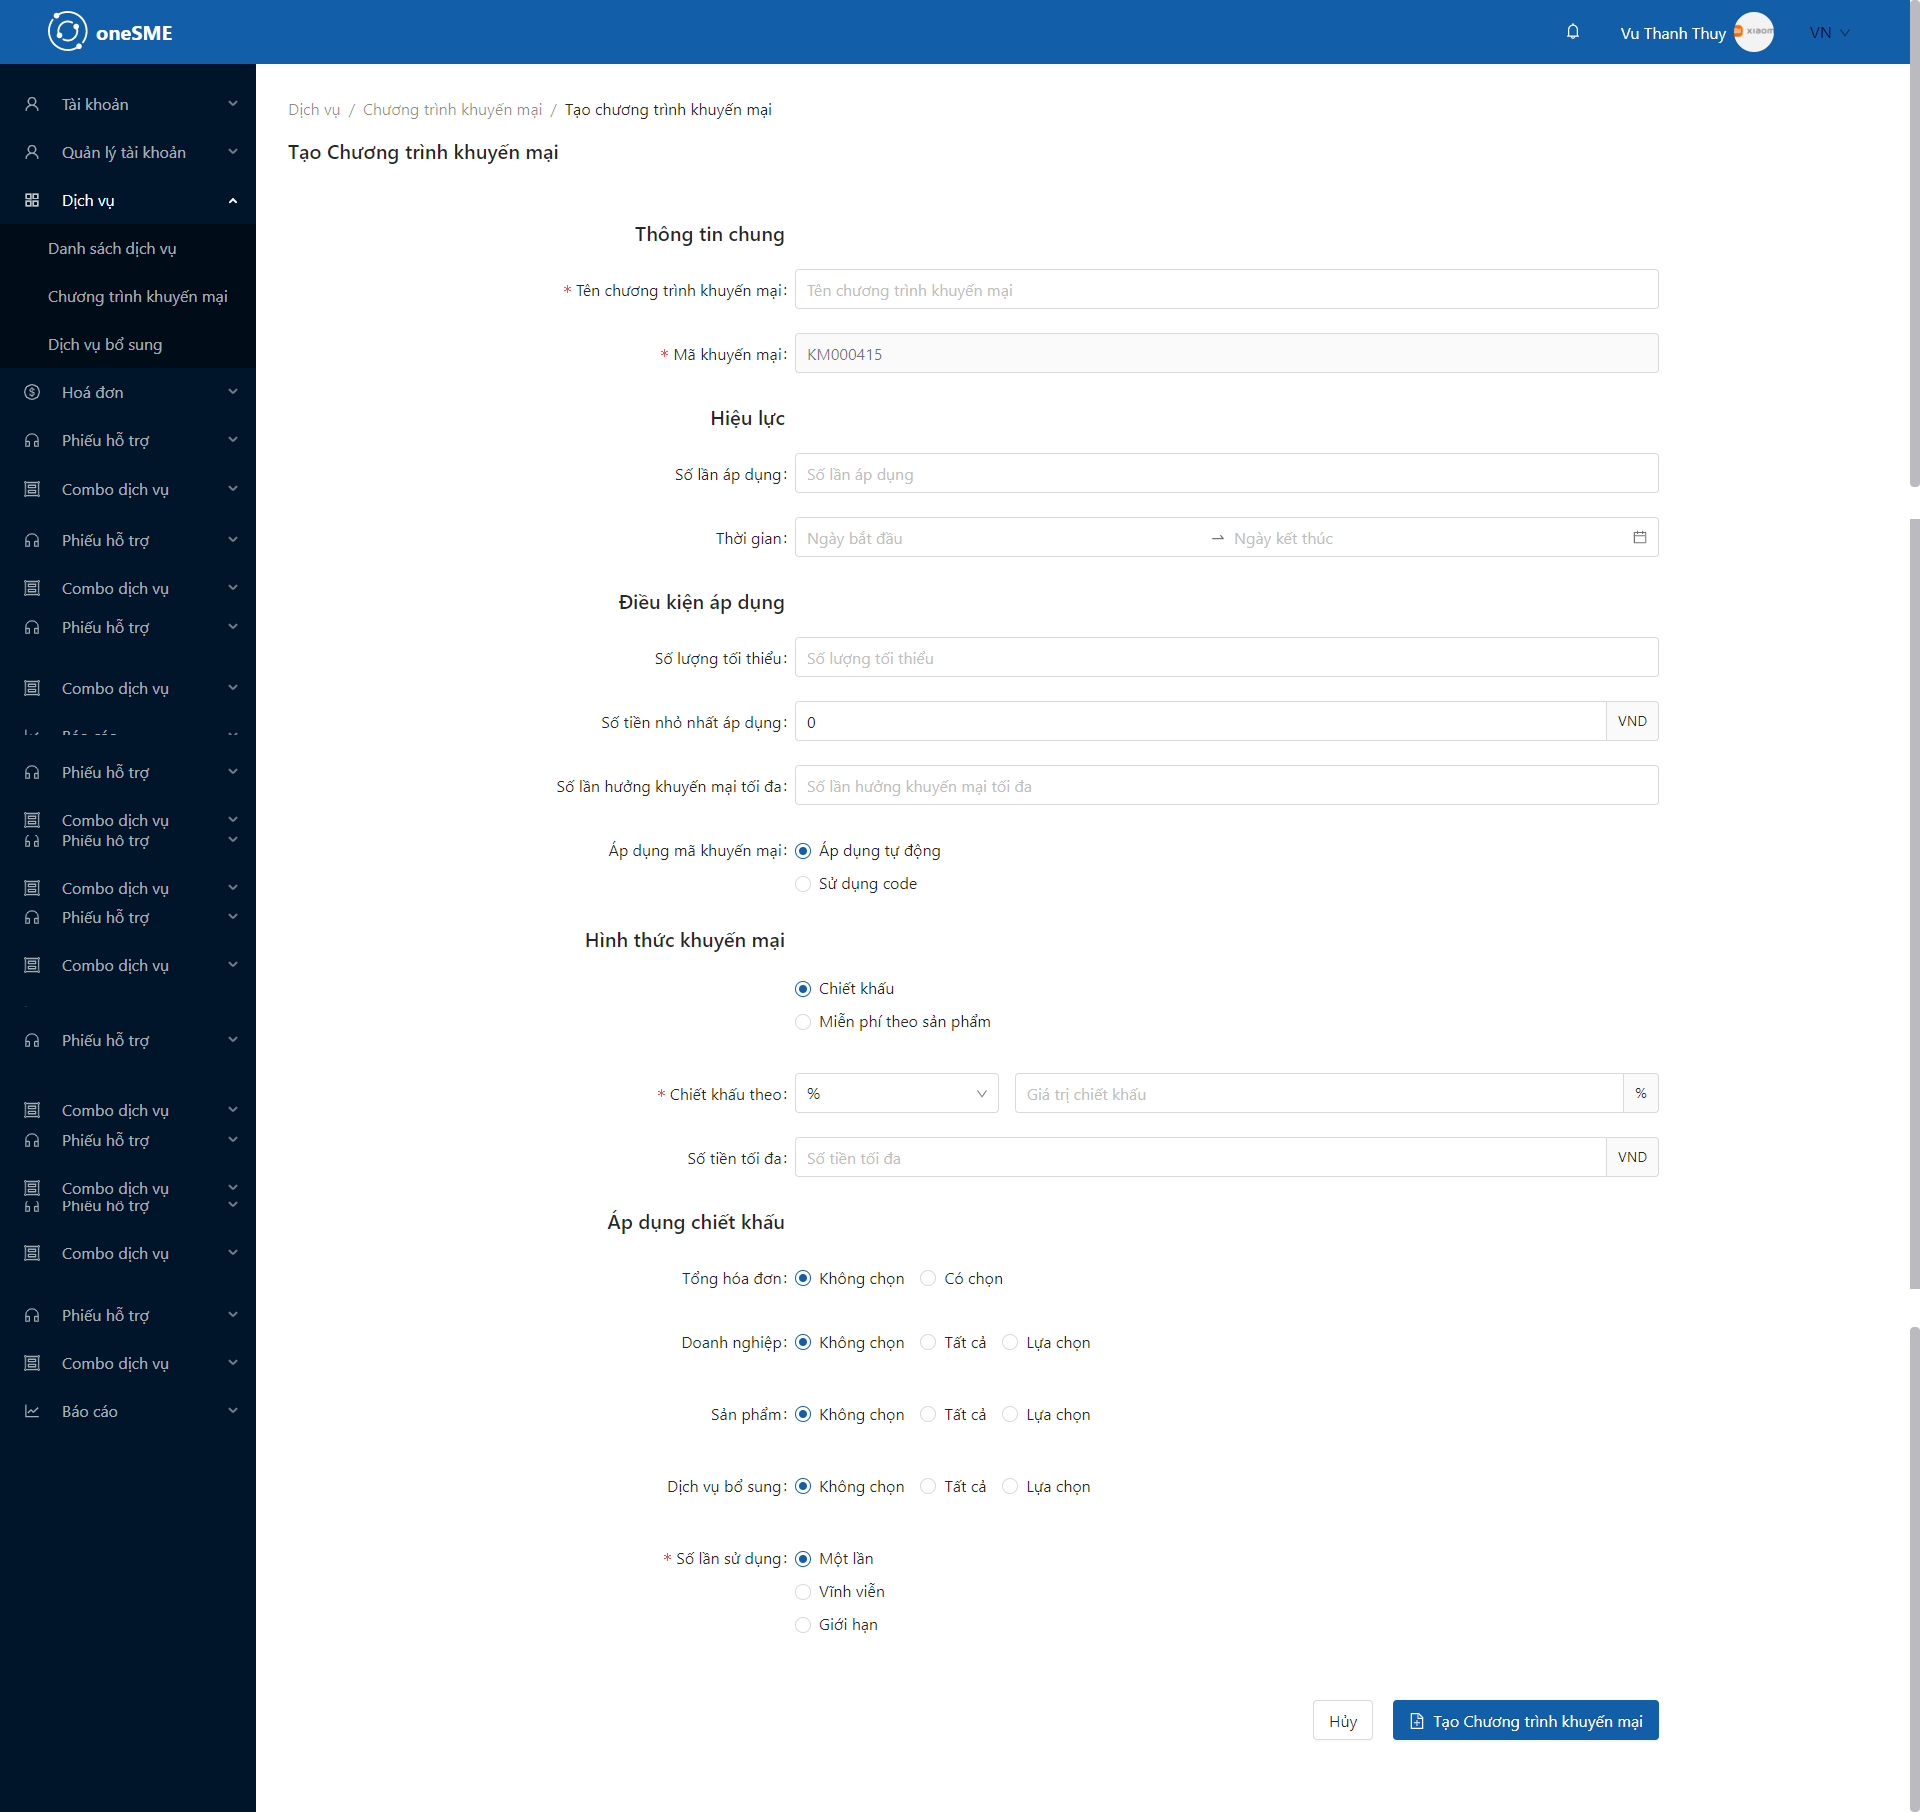 oneSME
Vu Thanh Thuy
xiaom
VN
Tài khoản
Quản lý tài khoản
Dịch vụ
Danh sách dịch vụ
Chương trình khuyến mại
Dịch vụ bổ sung
Hoá đơn
Phiếu hỗ trợ
Combo dịch vụ
Phiếu hỗ trợ
Combo dịch vụ
Phiếu hỗ trợ
Combo dịch vụ
Báo cáo
Phiếu hỗ trợ
Combo dịch vụ
Phiếu hỗ trợ
Combo dịch vụ
Phiếu hỗ trợ
Combo dịch vụ
Phiếu hỗ trợ
Combo dịch vụ
Phiếu hỗ trợ
Combo dịch vụ
Phiếu hỗ trợ
Combo dịch vụ
Phiếu hỗ trợ
Combo dịch vụ
Báo cáo
Dịch vụ / Chương trình khuyến mại / Tạo chương trình khuyến mại
Tạo Chương trình khuyến mại
Thông tin chung
* Tên chương trình khuyến mại: Tên chương trình khuyến mại
* Mã khuyến mại: KM000415
Hiệu lực
Số lần áp dụng: Số lần áp dụng
Thời gian: Ngày bắt đầu → Ngày kết thúc
Điều kiện áp dụng
Số lượng tối thiểu: Số lượng tối thiểu
Số tiền nhỏ nhất áp dụng: 0 VND
Số lần hưởng khuyến mại tối đa: Số lần hưởng khuyến mại tối đa
Áp dụng mã khuyến mại: Áp dụng tự động
Sử dụng code
Hình thức khuyến mại
Chiết khấu
Miễn phí theo sản phẩm
* Chiết khấu theo: % Giá trị chiết khấu %
Số tiền tối đa: Số tiền tối đa VND
Áp dụng chiết khấu
Tổng hóa đơn: Không chọn Có chọn
Doanh nghiệp: Không chọn Tất cả Lựa chọn
Sản phẩm: Không chọn Tất cả Lựa chọn
Dịch vụ bổ sung: Không chọn Tất cả Lựa chọn
* Số lần sử dụng: Một lần
Vĩnh viễn
Giới hạn
Hủy
Tạo Chương trình khuyến mại